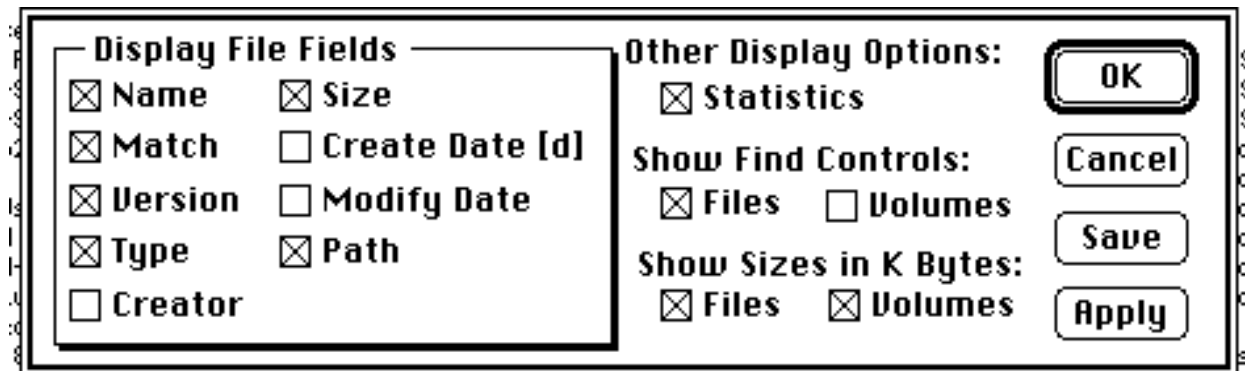 Display File Fields
Name Size
Match Create Date [d]
Version Modify Date
Type Path
Creator
Other Display Options:
Statistics
Show Find Controls:
Files Volumes
Show Sizes in K Bytes:
Files Volumes
OK
Cancel
Save
Apply